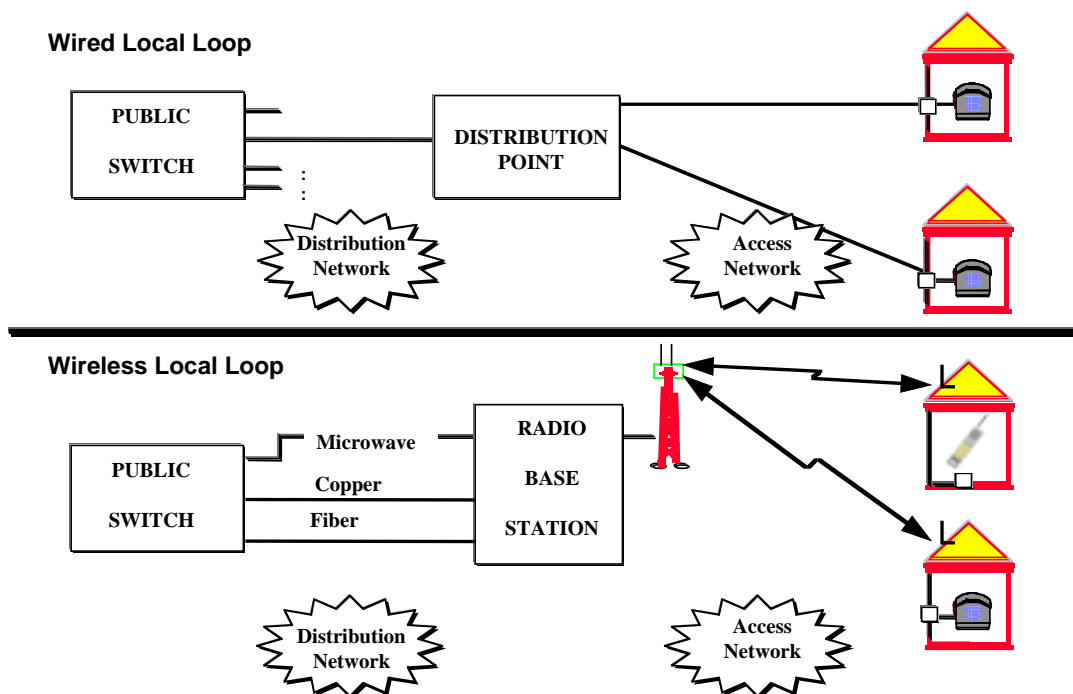 Wired Local Loop
PUBLIC
SWITCH
DISTRIBUTION
POINT
Distribution
Network
Access
Network
Wireless Local Loop
PUBLIC
SWITCH
Microwave
Copper
Fiber
RADIO
BASE
STATION
Distribution
Network
Access
Network